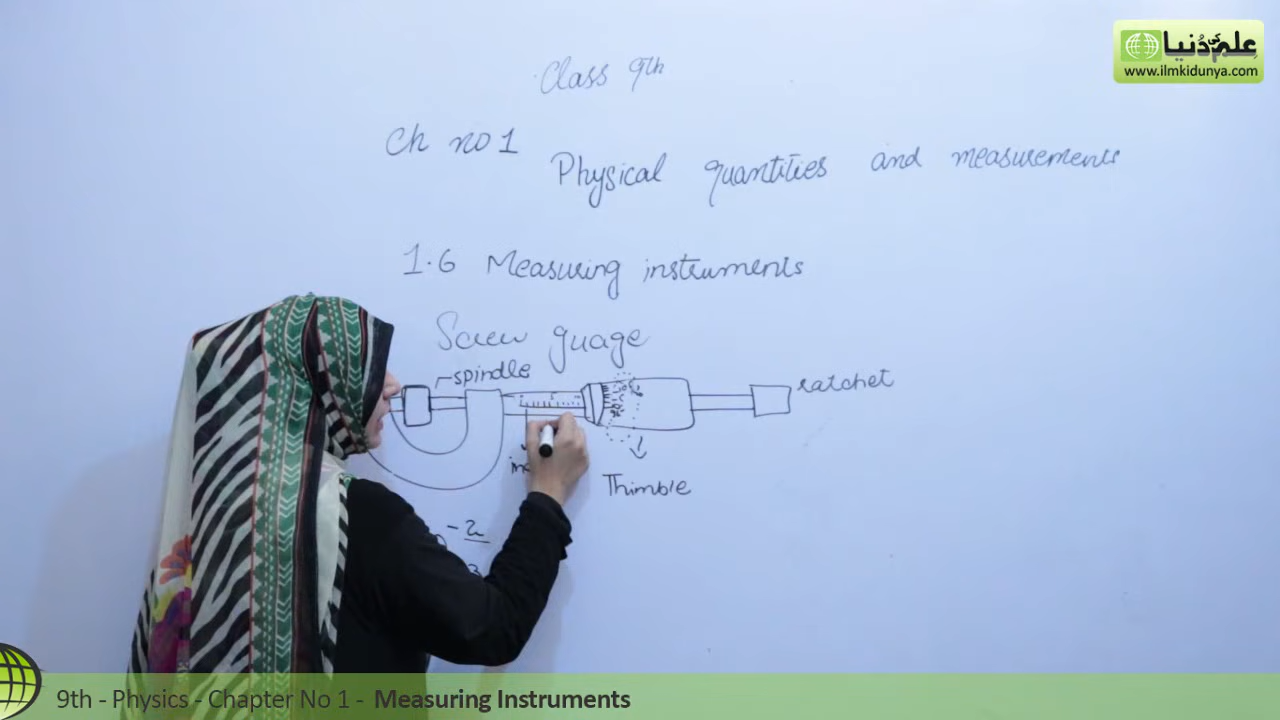 علم کی دُنیا
www.ilmkidunya.com
Class 9th
Ch no 1
Physical quantities and measurements
1.6 Measuring instruments
Screw guage
spindle
ratchet
Thimble
9th - Physics - Chapter No 1 - Measuring Instruments